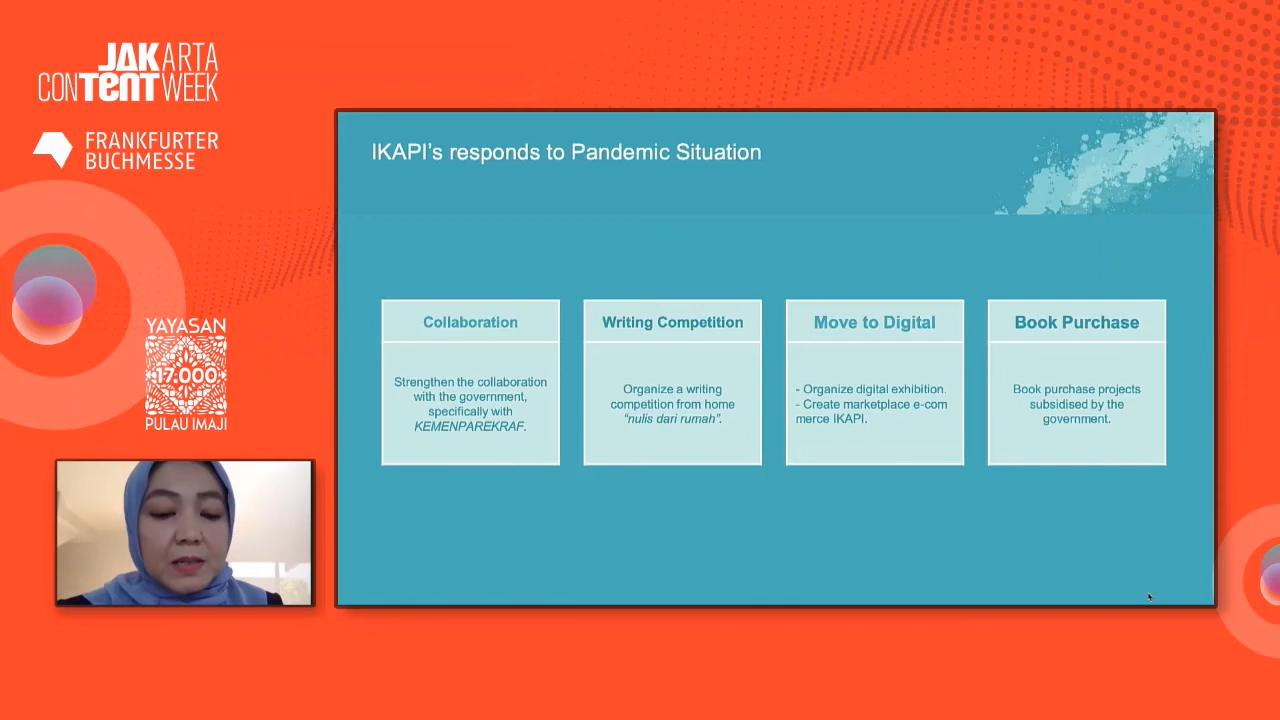 JAKARTA
CONTENT WEEK
FRANKFURTER
BUCHMESSE
YAYASAN
17.000
PULAU IMAJI
IKAPI's responds to Pandemic Situation
Collaboration
Strengthen the collaboration
with the government,
specifically with
KEMENPAREKRAF.
Writing Competition
Organize a writing
competition from home
“nulis dari rumah”.
Move to Digital
- Organize digital exhibition.
- Create marketplace e-com
merce IKAPI.
Book Purchase
Book purchase projects
subsidised by the
government.